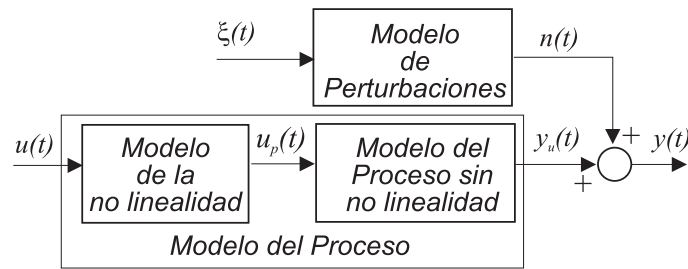 ξ(t)
Modelo
de
Perturbaciones
n(t)
u(t)
Modelo
de la
no linealidad
u_p(t)
Modelo del
Proceso sin
no linealidad
y_u(t)
+
+
y(t)
Modelo del Proceso